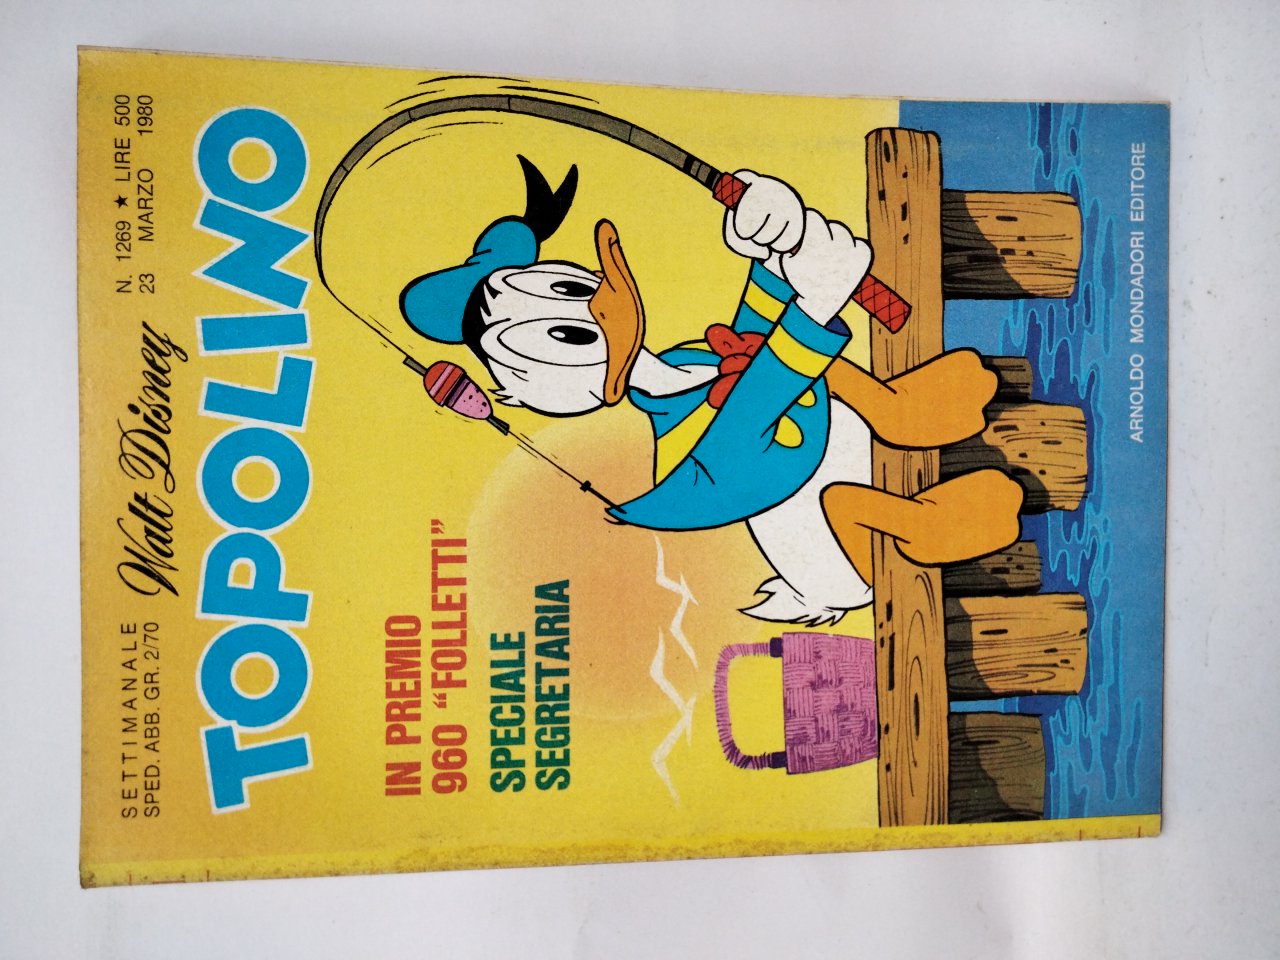 SETTIMANALE
SPED. ABB. GR. 2/70
Walt Disney
N. 1269 ★ LIRE 500
23 MARZO 1980
TOPOLINO
IN PREMIO
960 “FOLLETTI”
SPECIALE
SEGRETARIA
ARNOLDO MONDADORI EDITORE